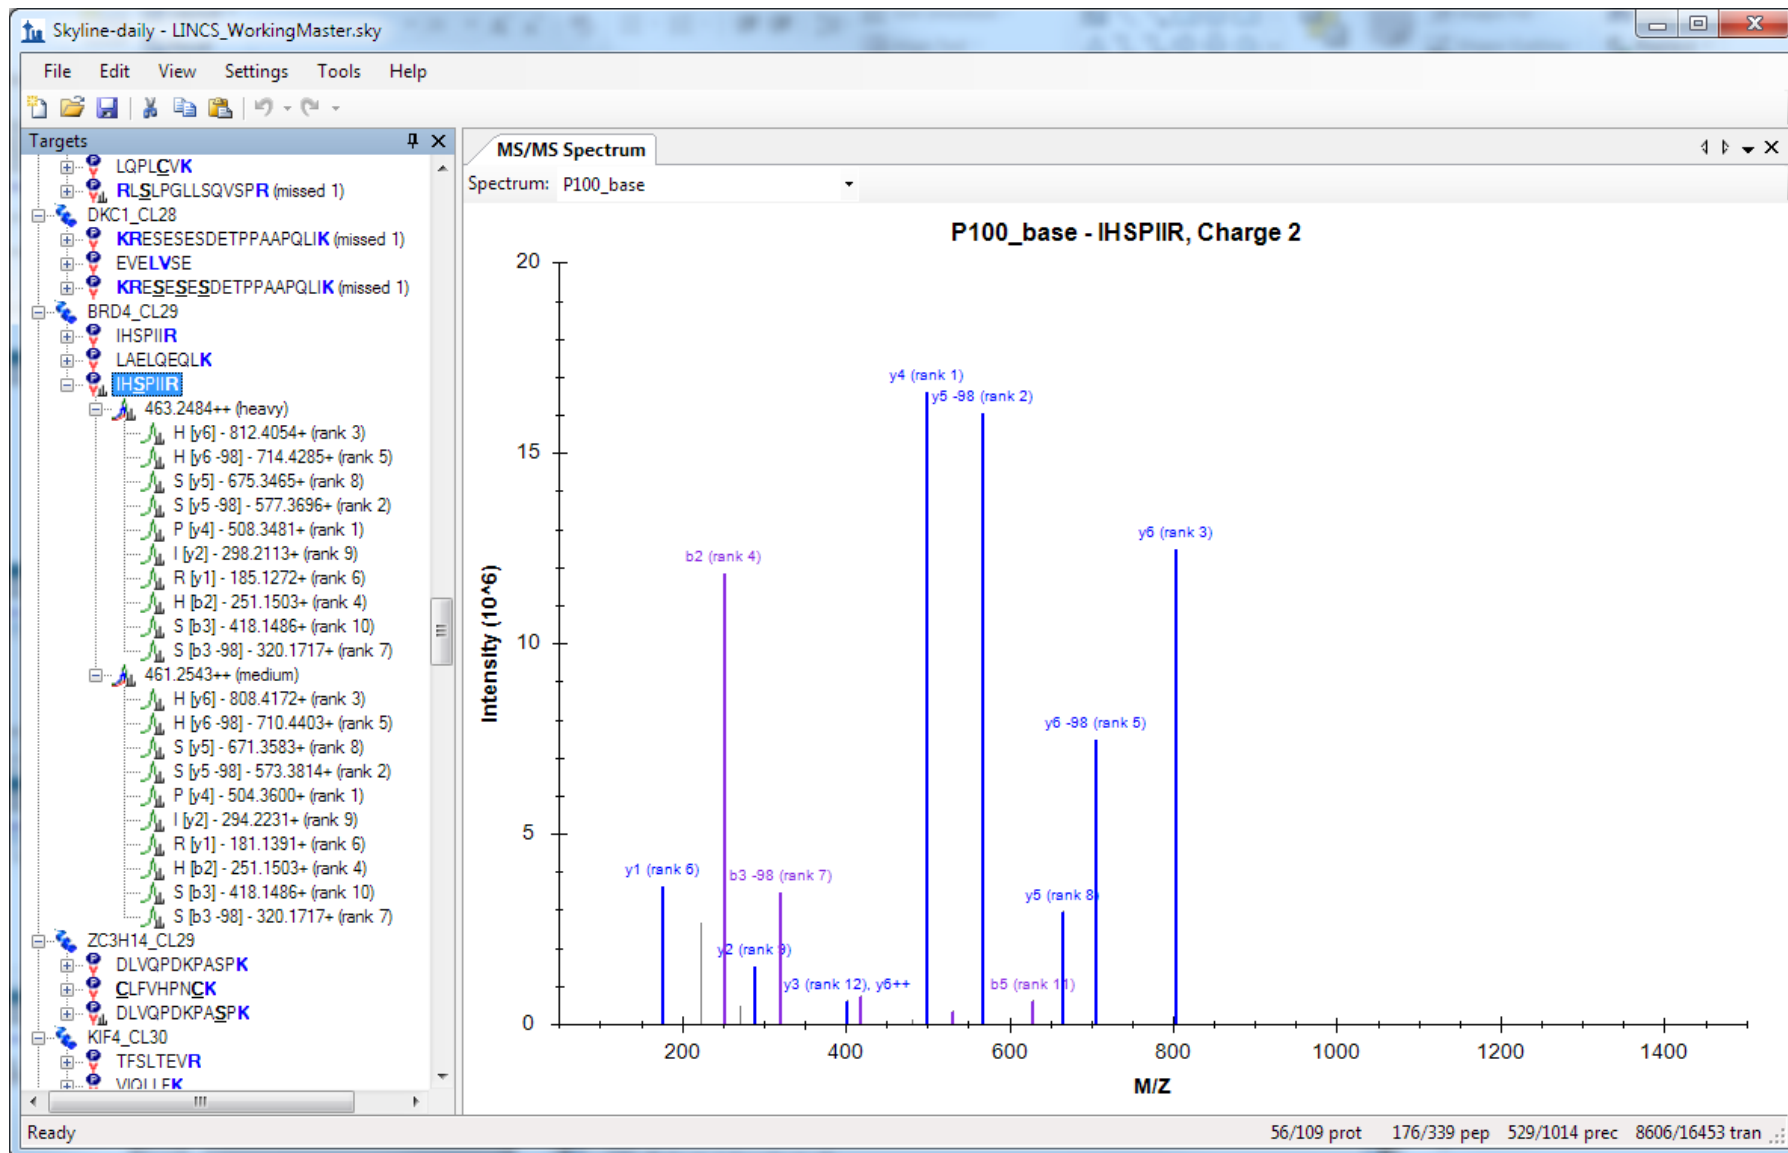 Skyline-daily - LINCS_WorkingMaster.sky
File Edit View Settings Tools Help
Targets
LQPLCVK
RLSLPGLLSQVSPR (missed 1)
DKC1_CL28
KRESESESDETPPAAPQLIK (missed 1)
EVELVSE
KRESESESDETPPAAPQLIK (missed 1)
BRD4_CL29
IHSPIIR
LAELQEQLK
IHSPIIR
463.2484++ (heavy)
H [y6] - 812.4054+ (rank 3)
H [y6 -98] - 714.4285+ (rank 5)
S [y5] - 675.3465+ (rank 8)
S [y5 -98] - 577.3696+ (rank 2)
P [y4] - 508.3481+ (rank 1)
I [y2] - 298.2113+ (rank 9)
R [y1] - 185.1272+ (rank 6)
H [b2] - 251.1503+ (rank 4)
S [b3] - 418.1486+ (rank 10)
S [b3 -98] - 320.1717+ (rank 7)
461.2543++ (medium)
H [y6] - 808.4172+ (rank 3)
H [y6 -98] - 710.4403+ (rank 5)
S [y5] - 671.3583+ (rank 8)
S [y5 -98] - 573.3814+ (rank 2)
P [y4] - 504.3600+ (rank 1)
I [y2] - 294.2231+ (rank 9)
R [y1] - 181.1391+ (rank 6)
H [b2] - 251.1503+ (rank 4)
S [b3] - 418.1486+ (rank 10)
S [b3 -98] - 320.1717+ (rank 7)
ZC3H14_CL29
DLVQPDKPASPK
CLFVHPNCK
DLVQPDKPASPK
KIF4_CL30
TFSLTEVR
VIQLLFK
MS/MS Spectrum
Spectrum: P100_base
P100_base - IHSPIIR, Charge 2
Intensity (10^6)
20
15
10
5
0
y4 (rank 1)
y5 -98 (rank 2)
y6 (rank 3)
b2 (rank 4)
y6 -98 (rank 5)
y1 (rank 6)
b3 -98 (rank 7)
y5 (rank 8)
y2 (rank 9)
y3 (rank 12), y6++
b5 (rank 11)
200 400 600 800 1000 1200 1400
M/Z
Ready
56/109 prot 176/339 pep 529/1014 prec 8606/16453 tran